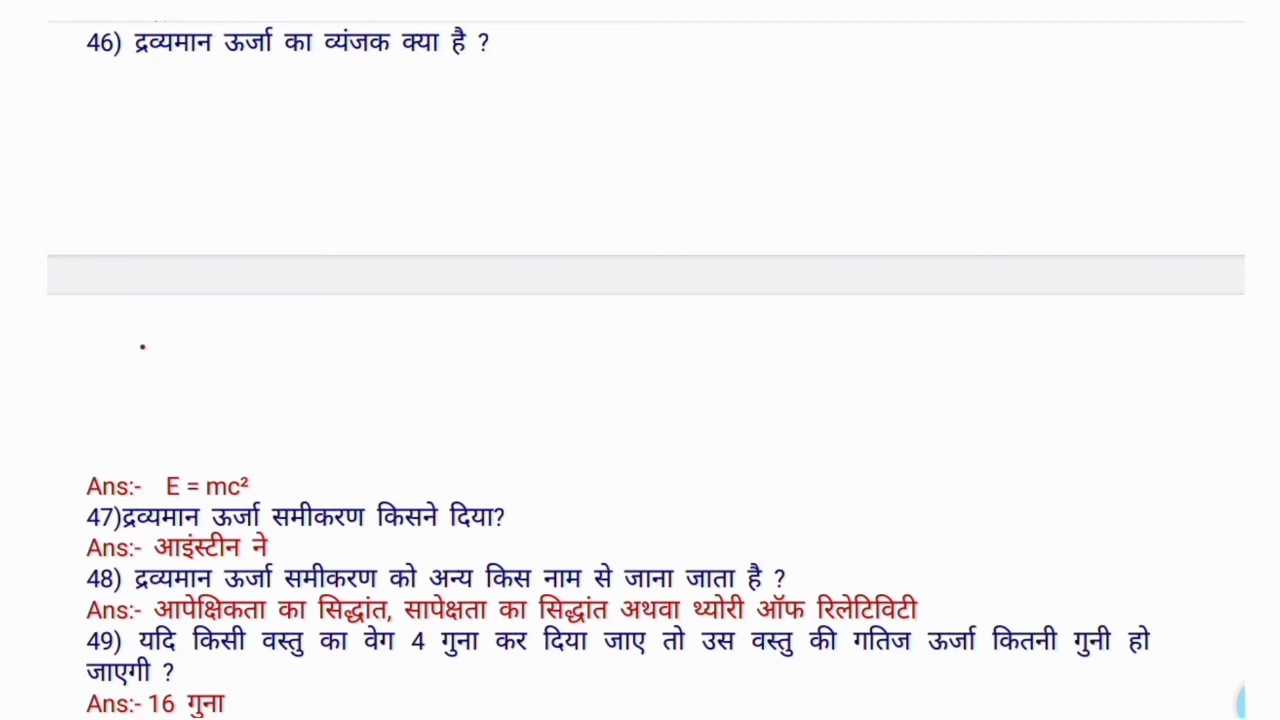 46) द्रव्यमान ऊर्जा का व्यंजक क्या है ?
Ans:- E = mc²
47)द्रव्यमान ऊर्जा समीकरण किसने दिया?
Ans:- आइंस्टीन ने
48) द्रव्यमान ऊर्जा समीकरण को अन्य किस नाम से जाना जाता है ?
Ans:- आपेक्षिकता का सिद्धांत, सापेक्षता का सिद्धांत अथवा थ्योरी ऑफ रिलेटिविटी
49) यदि किसी वस्तु का वेग 4 गुना कर दिया जाए तो उस वस्तु की गतिज ऊर्जा कितनी गुनी हो
जाएगी ?
Ans:- 16 गुना